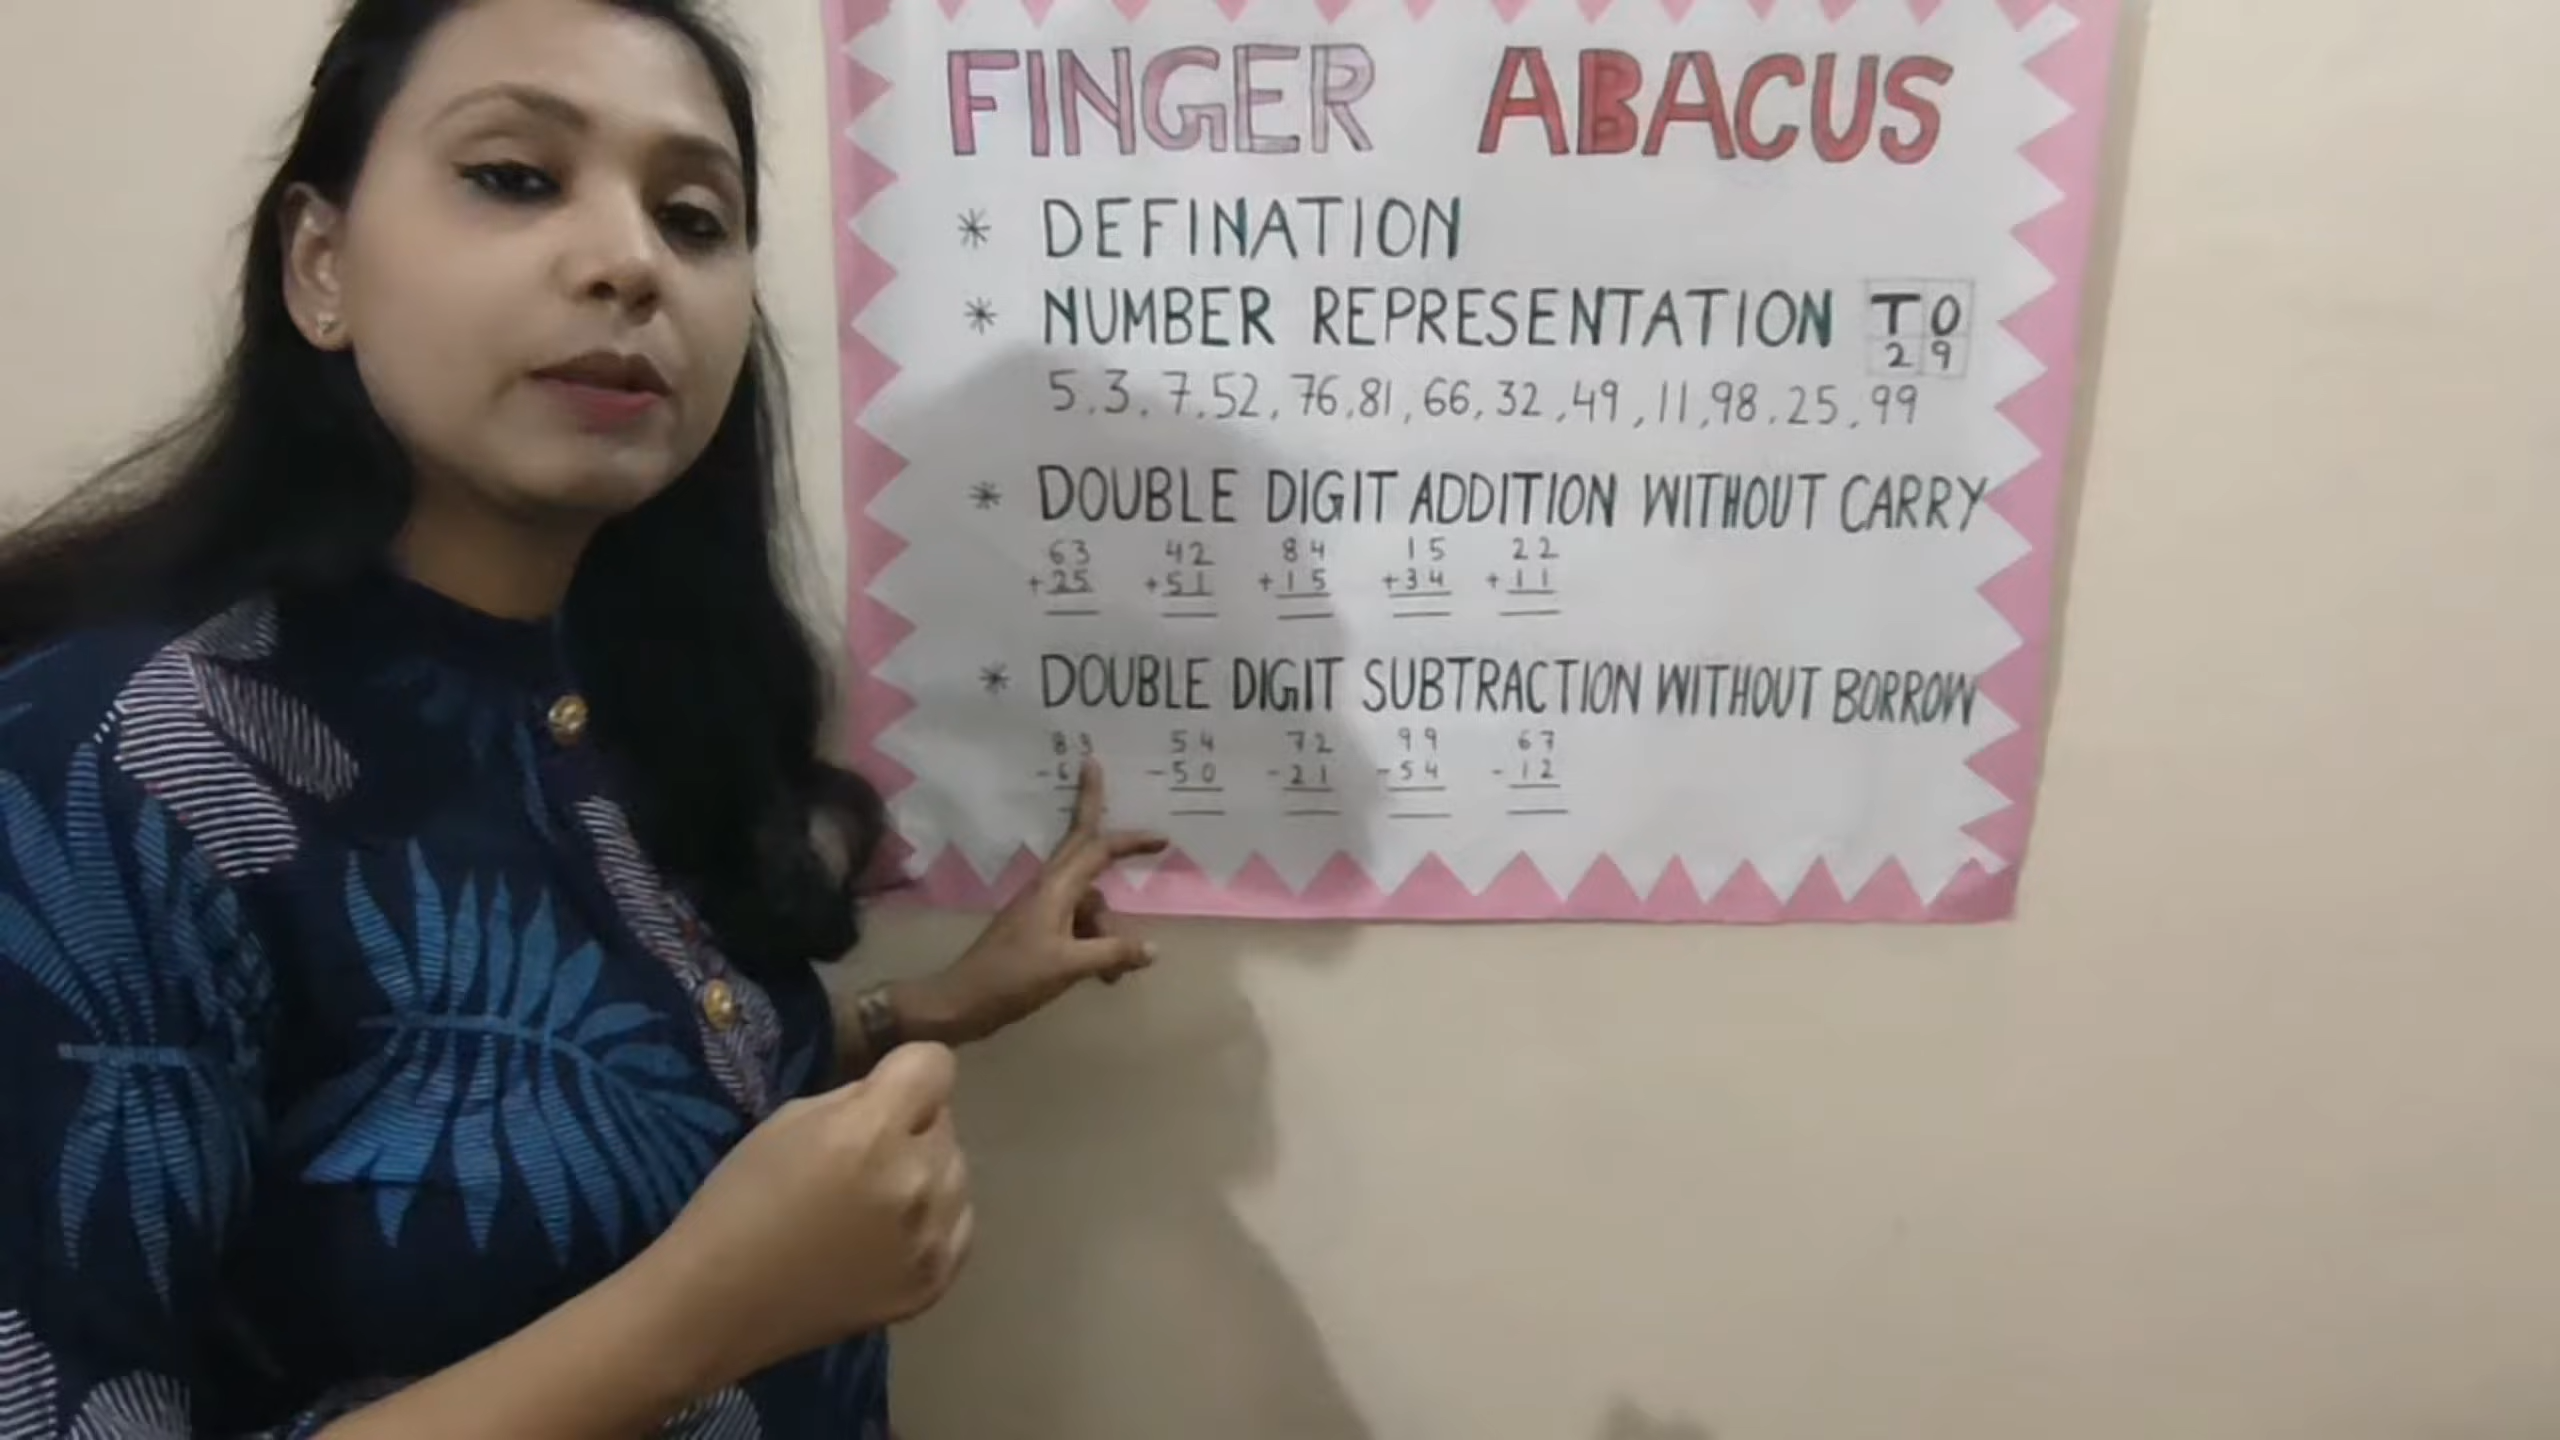 FINGER ABACUS
* DEFINATION
* NUMBER REPRESENTATION T O
2 9
5, 3, 7, 52, 76, 81, 66, 32, 49, 11, 98, 25, 99
* DOUBLE DIGIT ADDITION WITHOUT CARRY
63 42 84 15 22
+25 +51 +15 +34 +11
* DOUBLE DIGIT SUBTRACTION WITHOUT BORROW
83 54 72 99 67
-50 -21 -54 -12